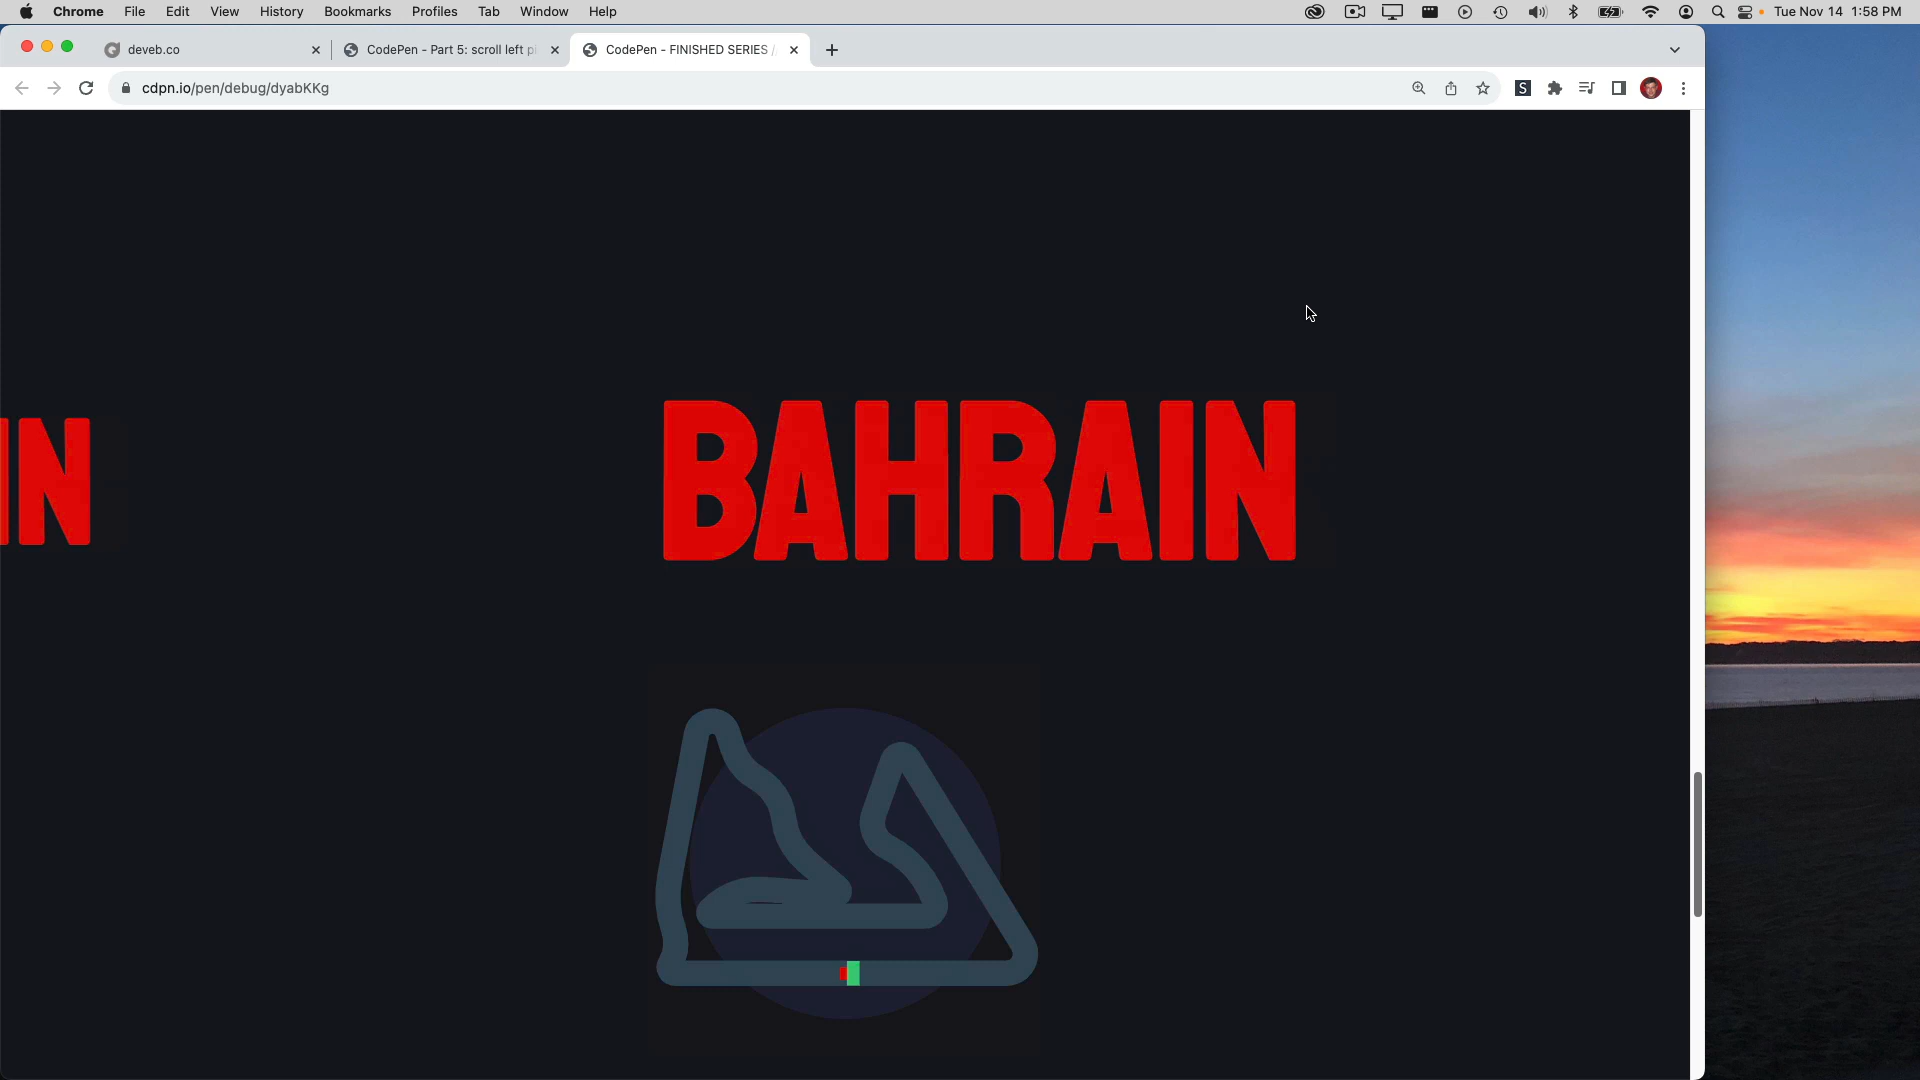 Chrome File Edit View History Bookmarks Profiles Tab Window Help Tue Nov 14 1:58 PM
deveb.co CodePen - Part 5: scroll left CodePen - FINISHED SERIES
cdpn.io/pen/debug/dyabKKg S
IN BAHRAIN